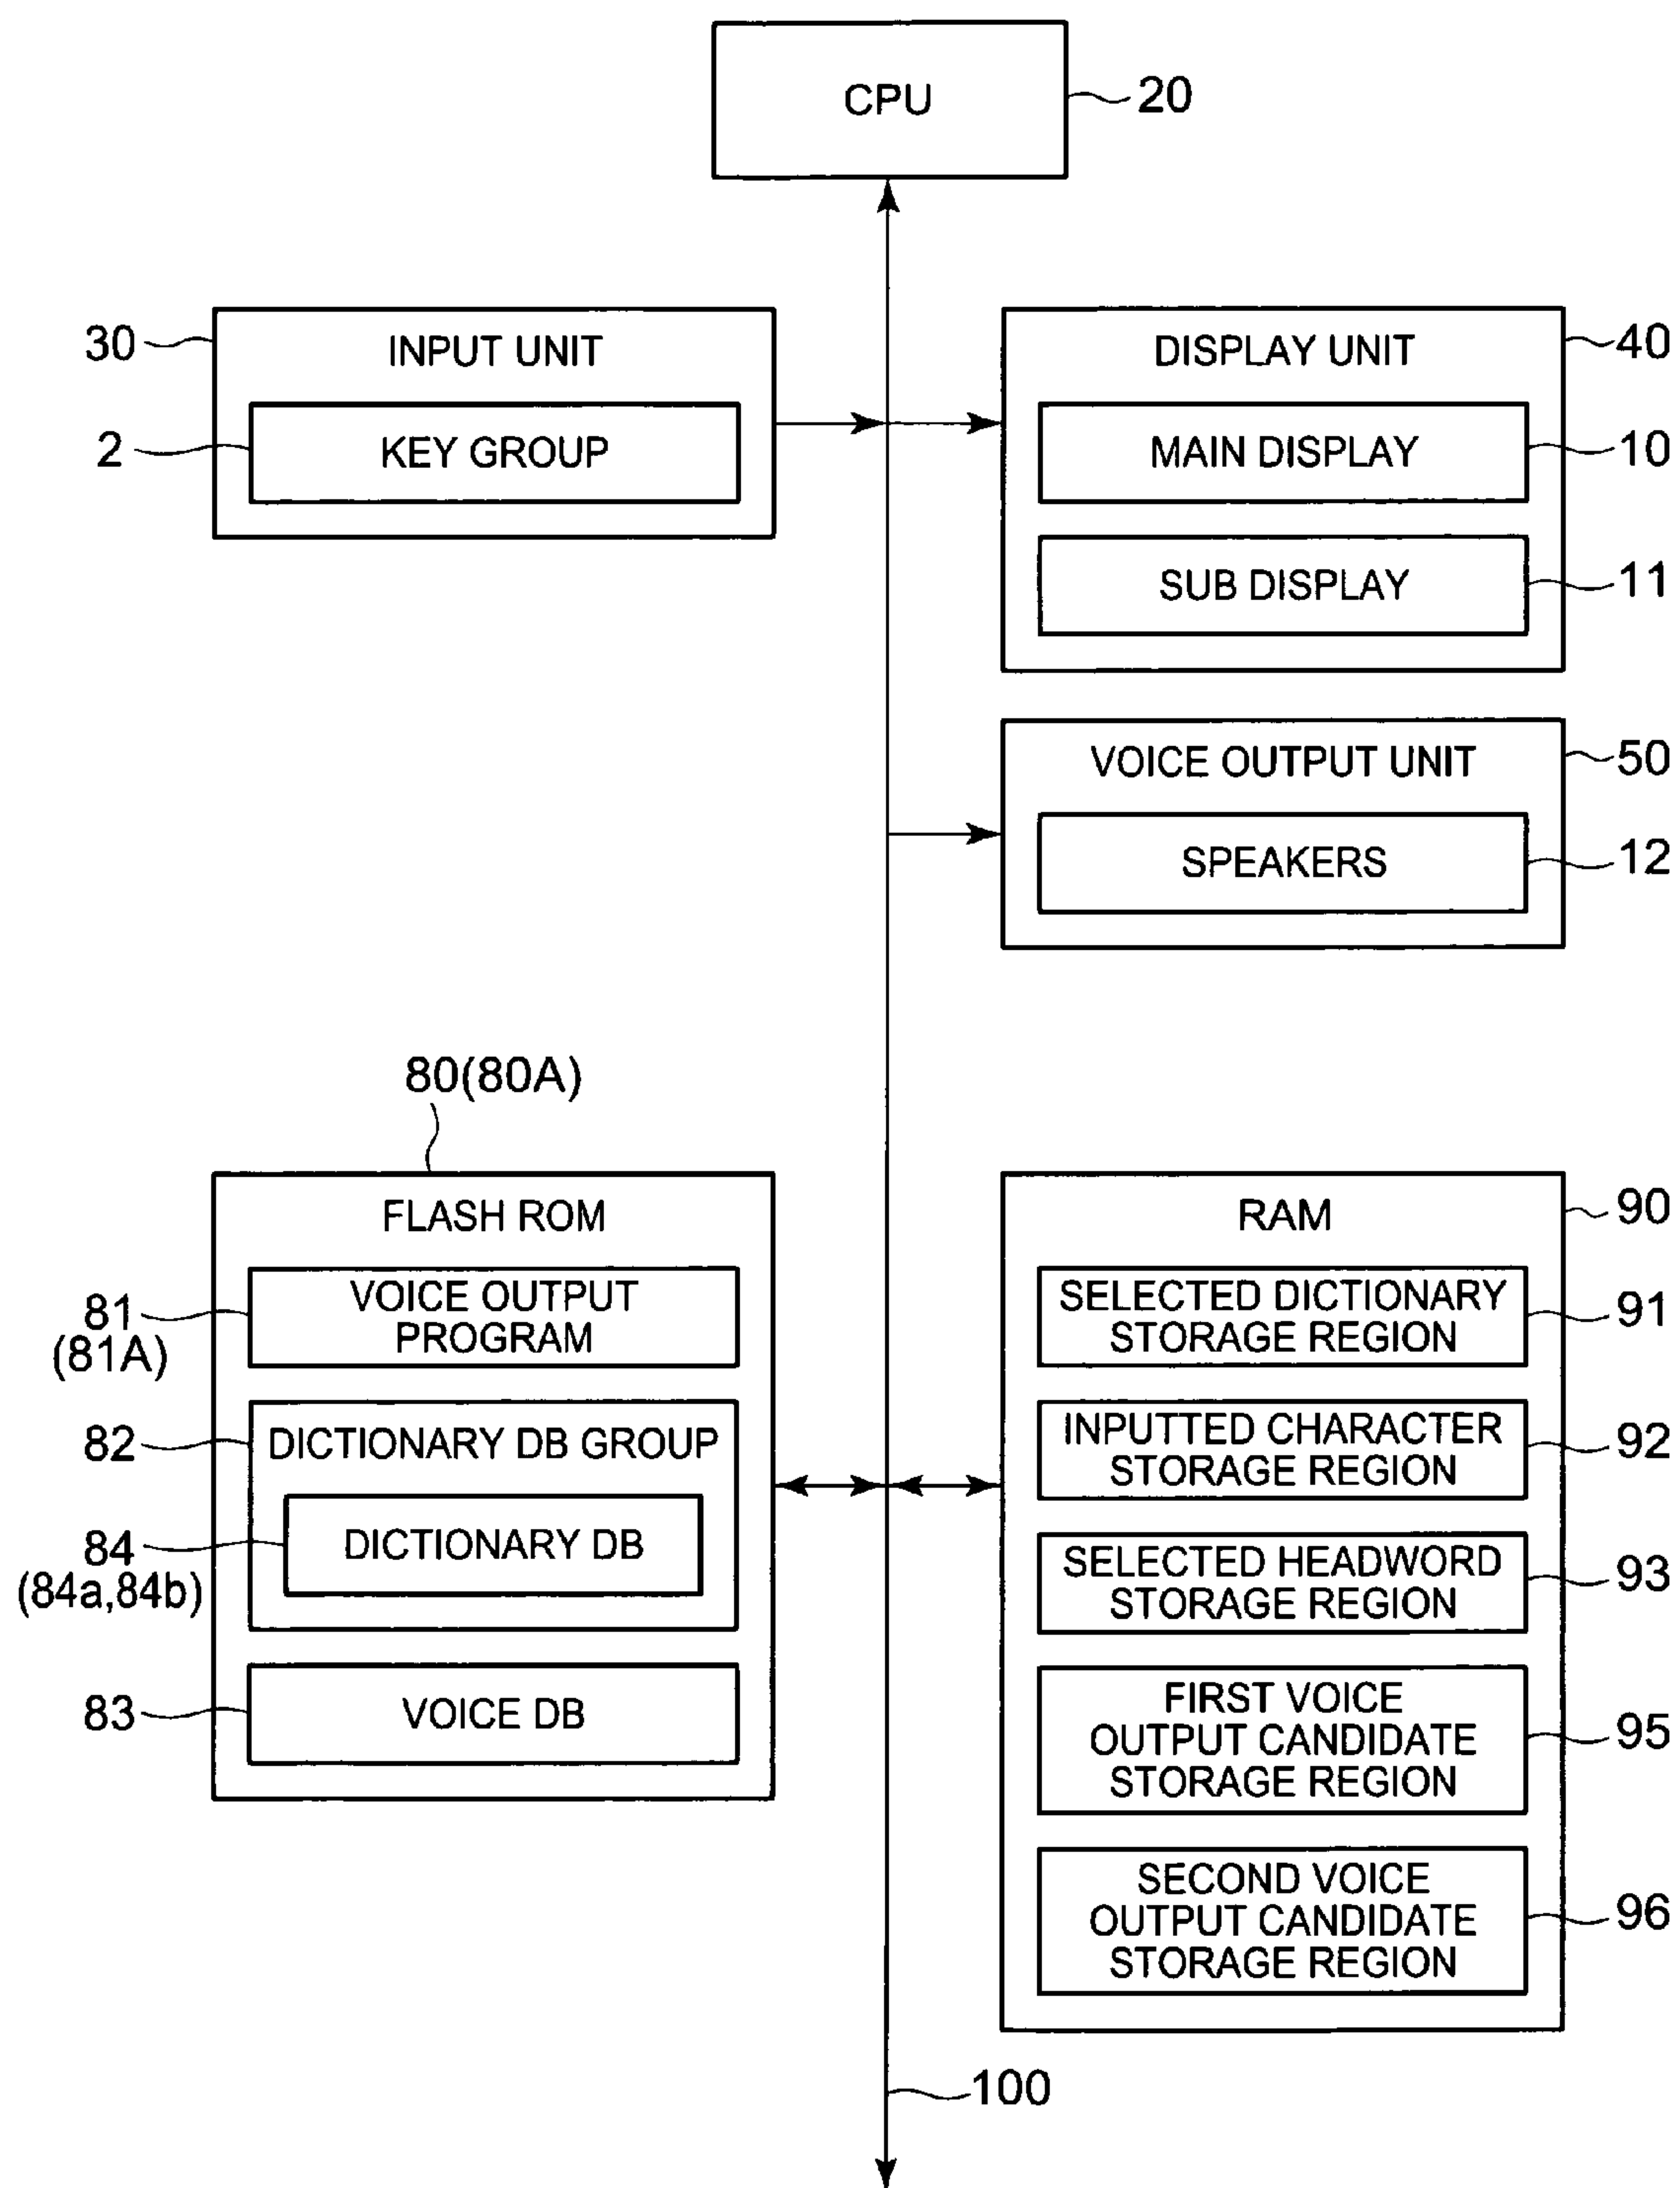 CPU
20
30
INPUT UNIT
2
KEY GROUP
DISPLAY UNIT
40
MAIN DISPLAY
10
SUB DISPLAY
11
VOICE OUTPUT UNIT
50
SPEAKERS
12
80(80A)
FLASH ROM
81
(81A)
VOICE OUTPUT
PROGRAM
82
DICTIONARY DB GROUP
84
(84a,84b)
DICTIONARY DB
83
VOICE DB
RAM
90
SELECTED DICTIONARY
STORAGE REGION
91
INPUTTED CHARACTER
STORAGE REGION
92
SELECTED HEADWORD
STORAGE REGION
93
FIRST VOICE
OUTPUT CANDIDATE
STORAGE REGION
95
SECOND VOICE
OUTPUT CANDIDATE
STORAGE REGION
96
100